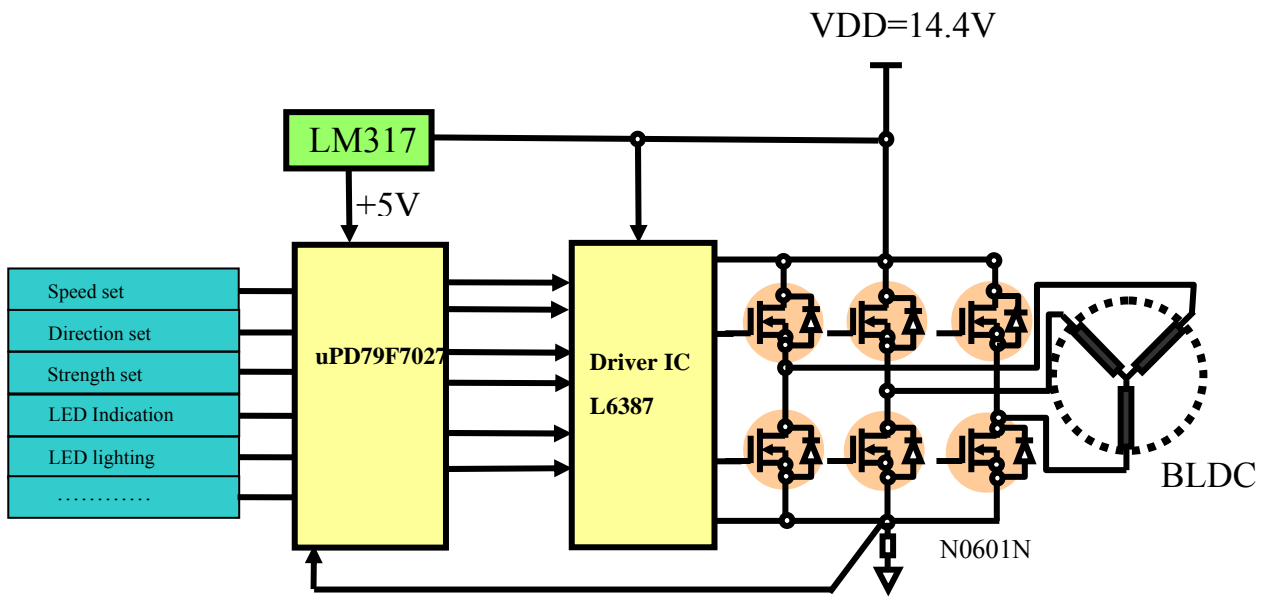 VDD=14.4V
LM317
+5V
Speed set
Direction set
Strength set
LED Indication
LED lighting
…………
uPD79F7027
Driver IC
L6387
BLDC
N0601N